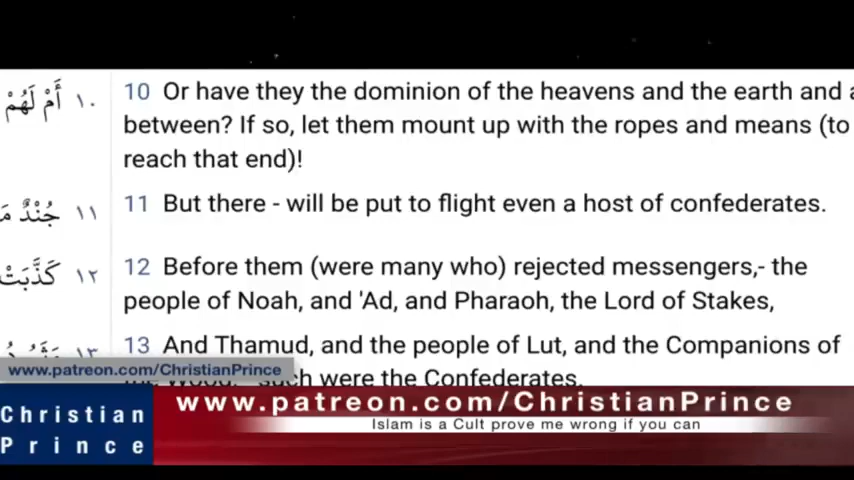 ١٠ أَمْ لَهُمْ
10 Or have they the dominion of the heavens and the earth and
between? If so, let them mount up with the ropes and means (to
reach that end)!
١١ جُنْدٌ
11 But there - will be put to flight even a host of confederates.
١٢ كَذَّبَتْ
12 Before them (were many who) rejected messengers,- the
people of Noah, and 'Ad, and Pharaoh, the Lord of Stakes,
13 And Thamud, and the people of Lut, and the Companions of
such were the Confederates.
www.patreon.com/ChristianPrince
www.patreon.com/ChristianPrince
Islam is a Cult prove me wrong if you can
Christian
Prince